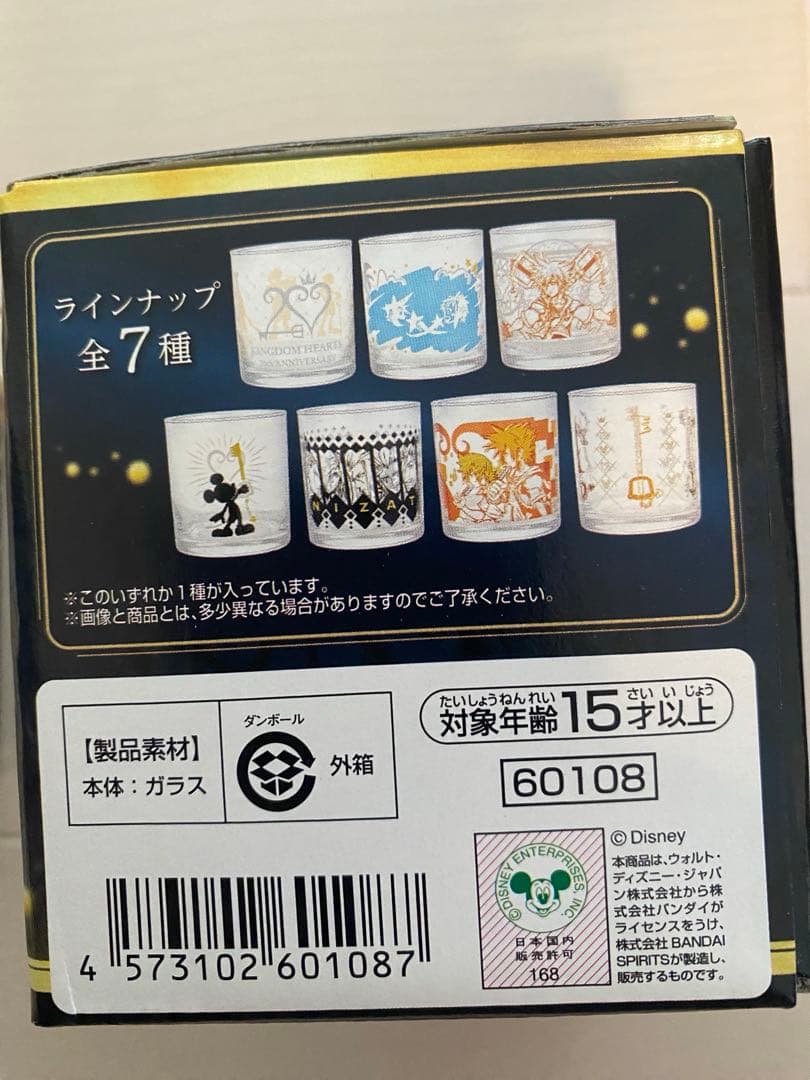 ラインナップ
全7種
KINGDOM HEARTS
20th ANNIVERSARY
NIZAT
※このいずれか1種が入っています。
※画像と商品とは、多少異なる場合がありますのでご了承ください。
【製品素材】
本体：ガラス
ダンボール
外箱
たいしょうねんれい さい い じょう
対象年齢15才以上
60108
4 573102 601087
©DISNEY ENTERPRISES, INC.
日本国内
販売許可
168
©Disney
本商品は、ウォルト・
ディズニー・ジャパ
ン株式会社から株
式会社バンダイが
ライセンスをうけ、
株式会社 BANDAI
SPIRITSが製造し、
販売するものです。